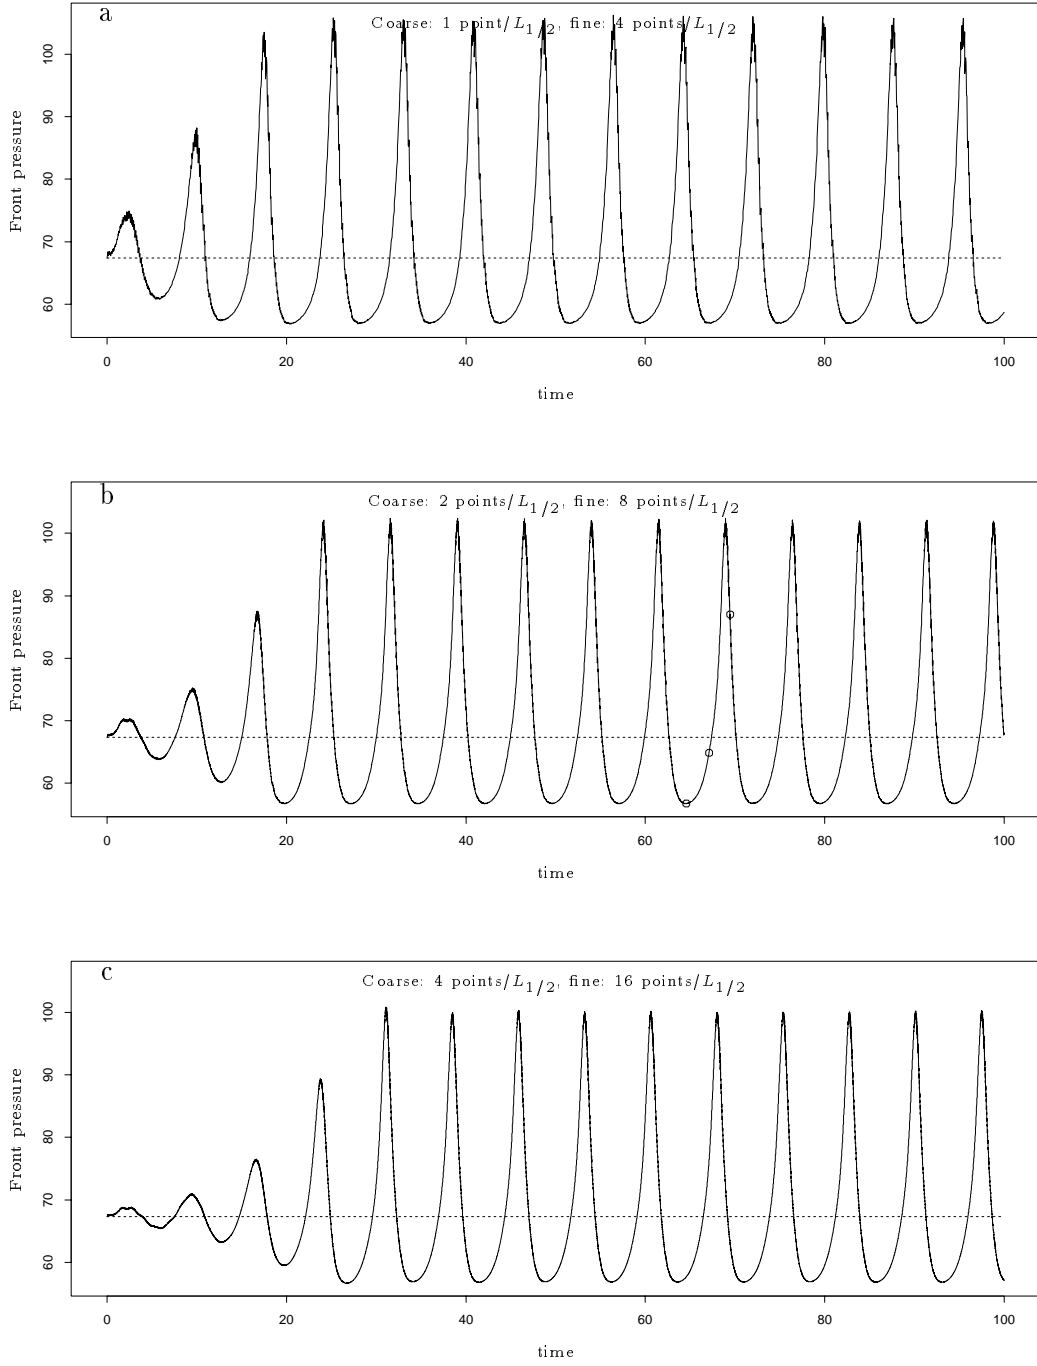 a
Coarse: 1 point/L1/2, fine: 4 points/L1/2
Front pressure
100
90
80
70
60
0 20 40 60 80 100
time
b
Coarse: 2 points/L1/2, fine: 8 points/L1/2
Front pressure
100
90
80
70
60
0 20 40 60 80 100
time
c
Coarse: 4 points/L1/2, fine: 16 points/L1/2
Front pressure
100
90
80
70
60
0 20 40 60 80 100
time